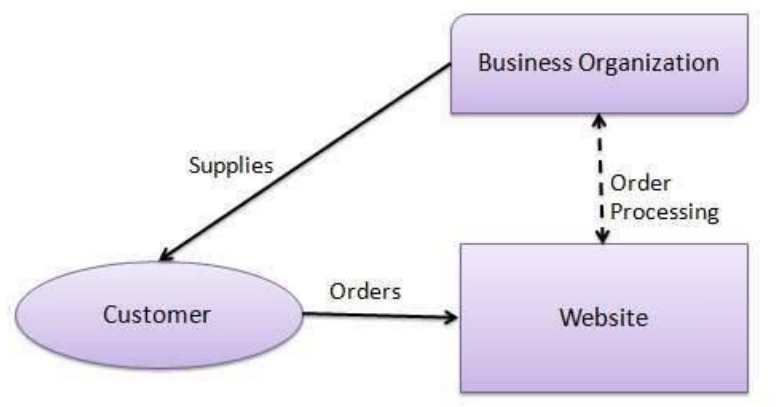 Business Organization
Supplies
Order
Processing
Orders
Customer
Website